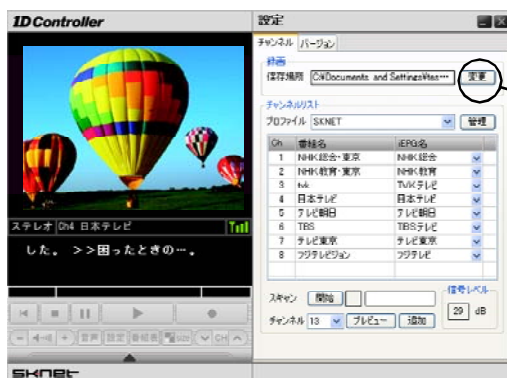 1D Controller
ステレオ Ch4 日本テレビ
した。 >>困ったときの…。
音声 設定 番組表 size CH
SKNET
設定
チャンネル バージョン
録画
保存場所 C:¥Documents and Settings¥tes… 変更
チャンネルリスト
プロファイル SKNET 管理
Ch 番組名 iEPG名
1 NHK総合・東京 NHK総合
2 NHK教育・東京 NHK教育
3 tvk TVKテレビ
4 日本テレビ 日本テレビ
5 テレビ朝日 テレビ朝日
6 TBS TBSテレビ
7 テレビ東京 テレビ東京
8 フジテレビジョン フジテレビ
スキャン 開始
信号レベル
29 dB
チャンネル 13 プレビュー 追加